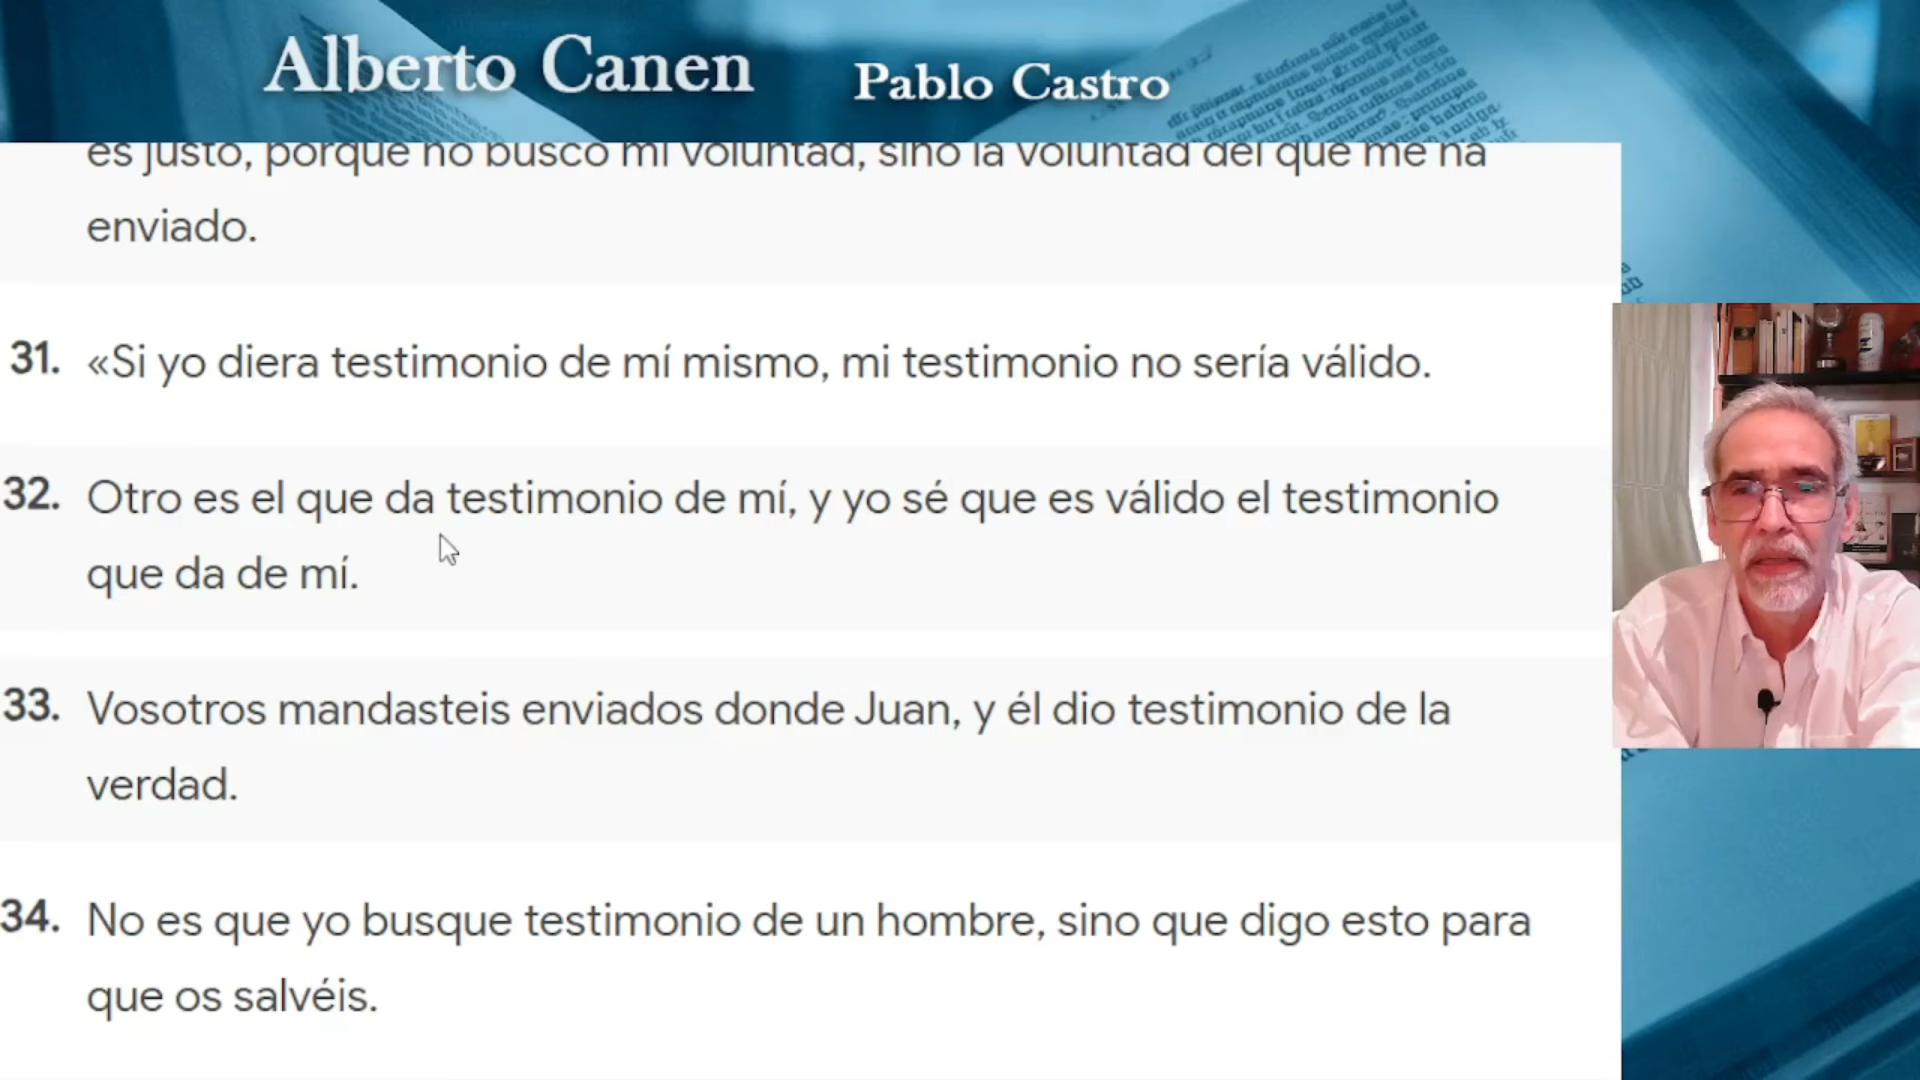 Alberto Canen
Pablo Castro
es justo, porque no busco mi voluntad, sino la voluntad del que me ha
enviado.
31. «Si yo diera testimonio de mí mismo, mi testimonio no sería válido.
32. Otro es el que da testimonio de mí, y yo sé que es válido el testimonio
que da de mí.
33. Vosotros mandasteis enviados donde Juan, y él dio testimonio de la
verdad.
34. No es que yo busque testimonio de un hombre, sino que digo esto para
que os salvéis.